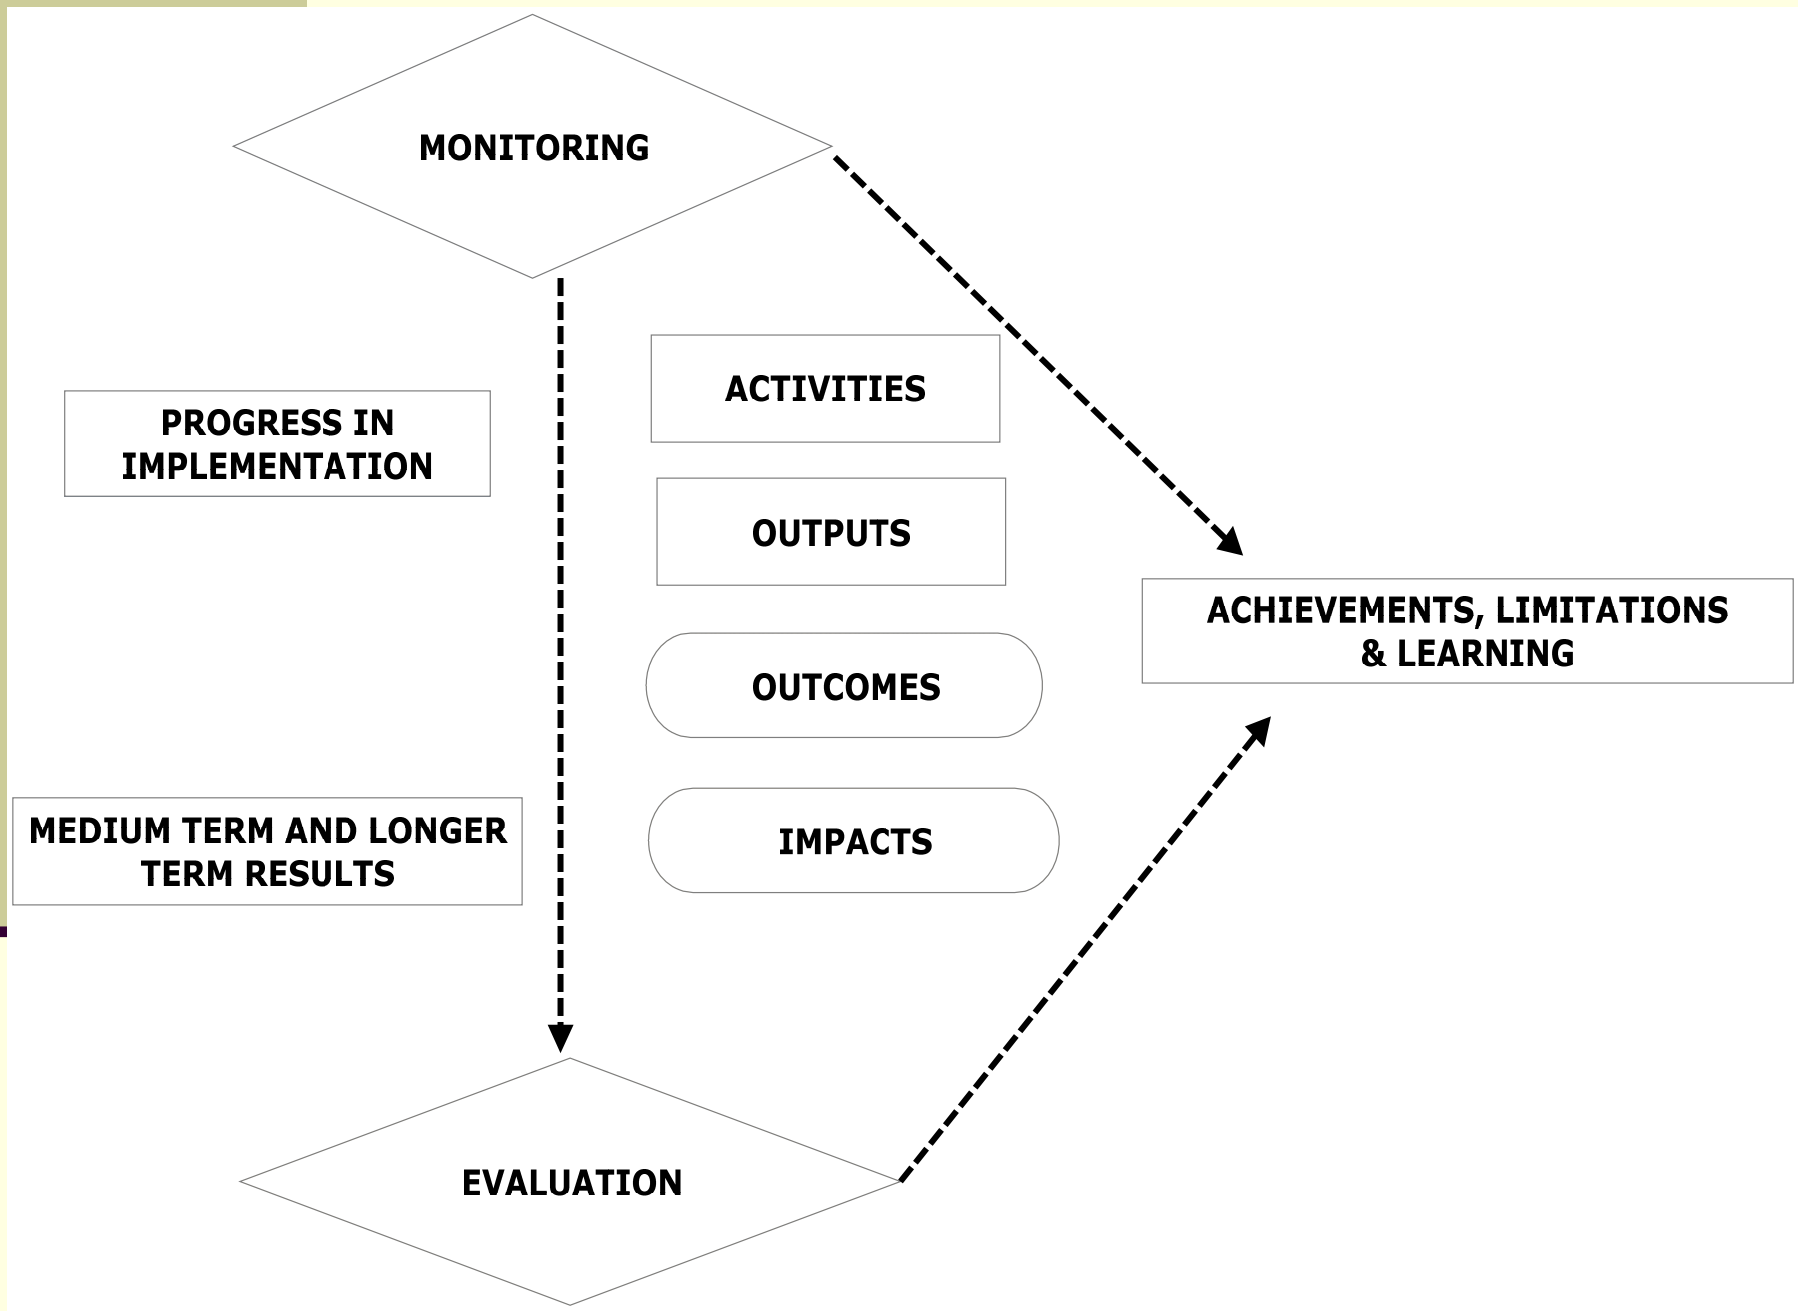 MONITORING
ACTIVITIES
PROGRESS IN
IMPLEMENTATION
OUTPUTS
ACHIEVEMENTS, LIMITATIONS
& LEARNING
OUTCOMES
MEDIUM TERM AND LONGER
TERM RESULTS
IMPACTS
EVALUATION